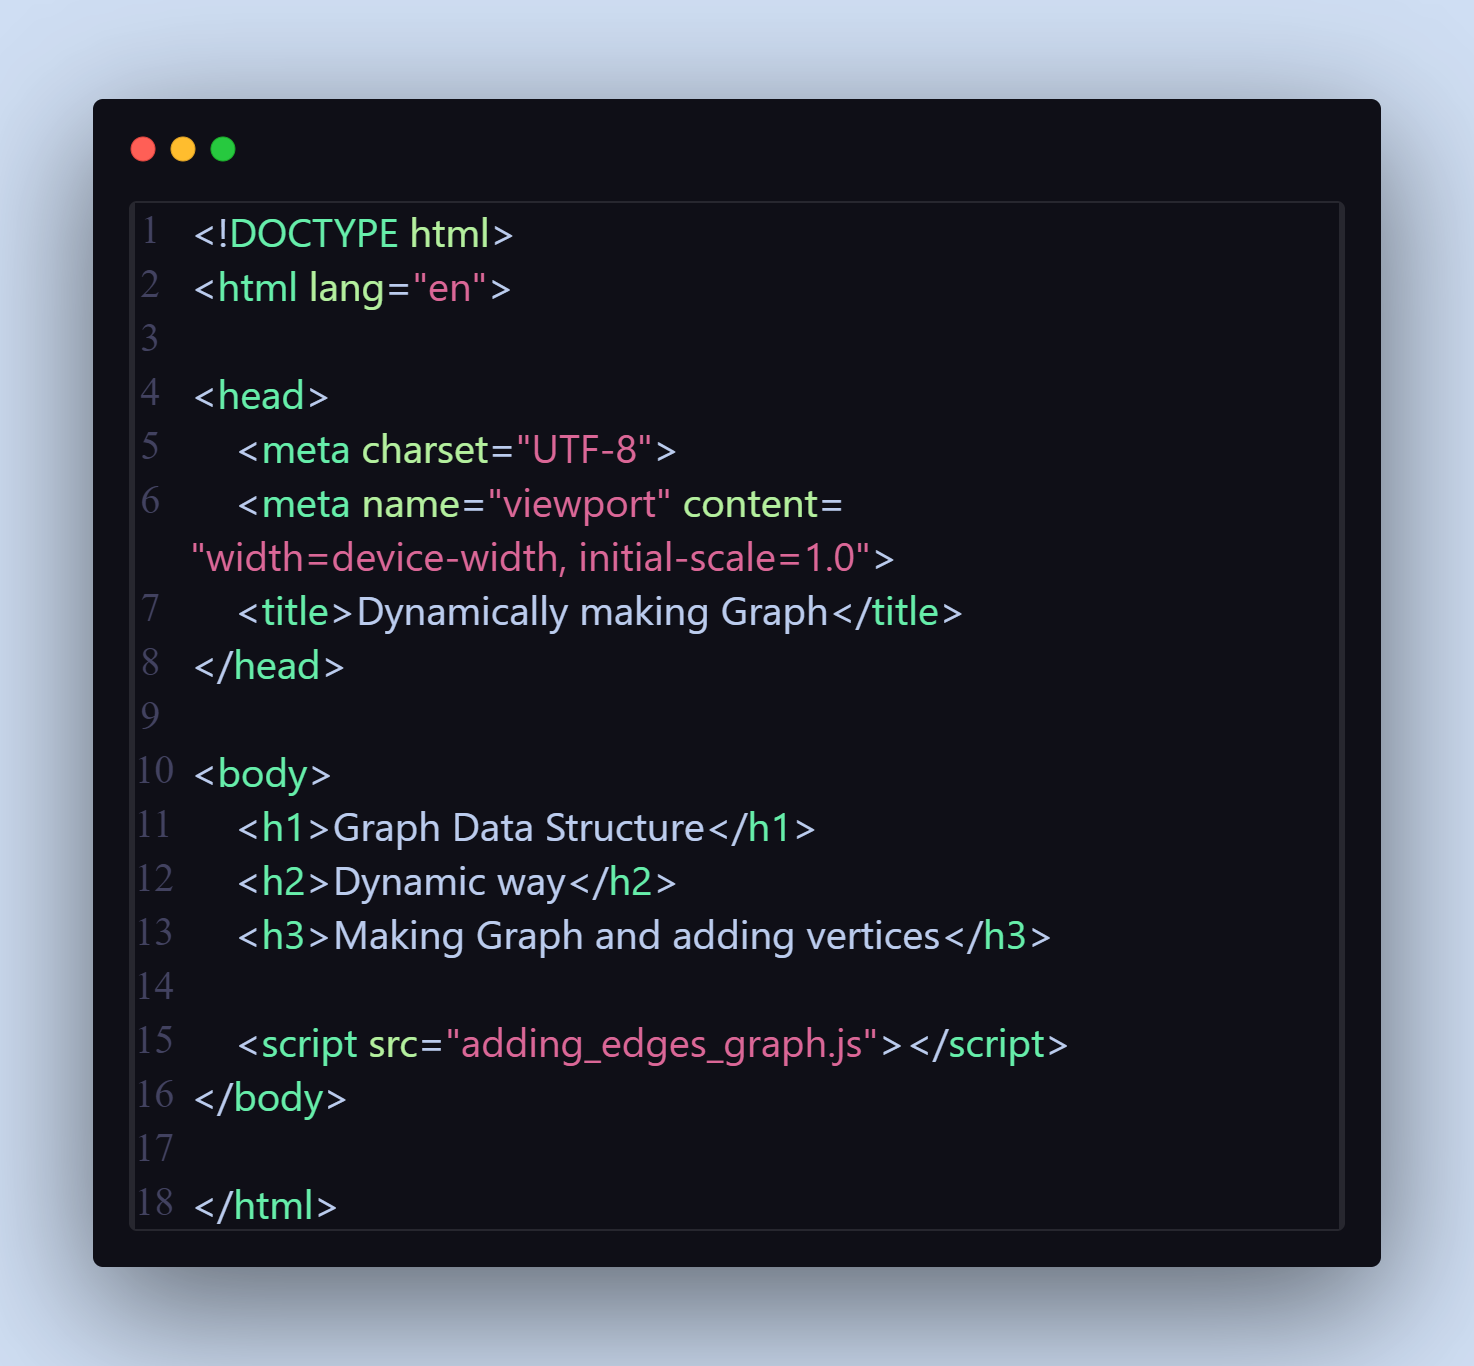 1 <!DOCTYPE html>
2 <html lang="en">
3
4 <head>
5     <meta charset="UTF-8">
6     <meta name="viewport" content=
"width=device-width, initial-scale=1.0">
7     <title>Dynamically making Graph</title>
8 </head>
9
10 <body>
11     <h1>Graph Data Structure</h1>
12     <h2>Dynamic way</h2>
13     <h3>Making Graph and adding vertices</h3>
14
15     <script src="adding_edges_graph.js"></script>
16 </body>
17
18 </html>